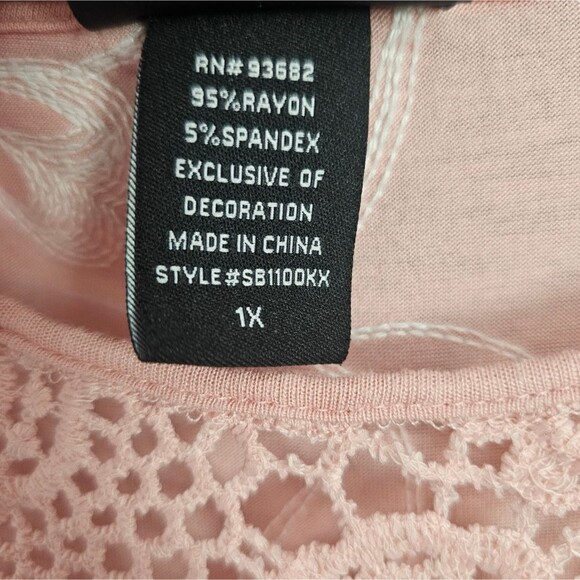 RN# 93682
95%RAYON
5%SPANDEX
EXCLUSIVE OF
DECORATION
MADE IN CHINA
STYLE#SB1100KX
1X